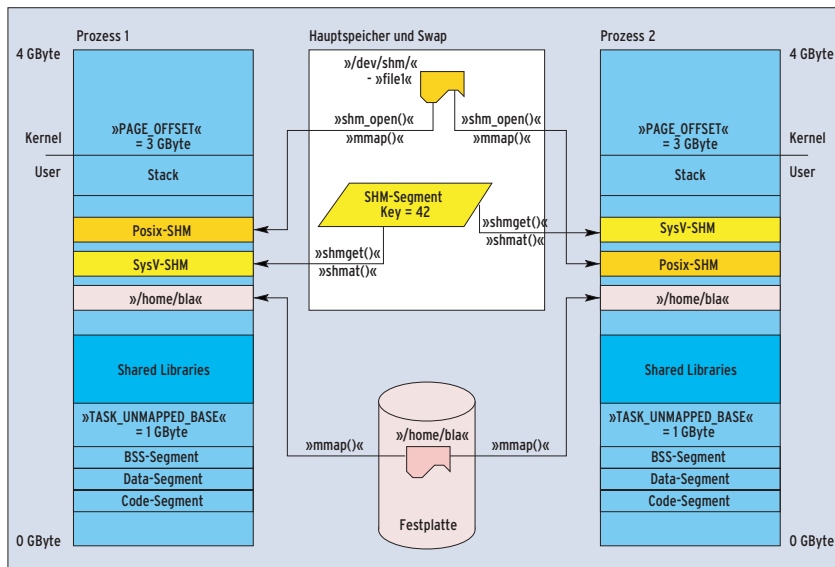 Prozess 1
Hauptspeicher und Swap
Prozess 2
4 GByte
»PAGE_OFFSET«
= 3 GByte
Kernel
User
Stack
Posix-SHM
SysV-SHM
»/home/bla«
Shared Libraries
»TASK_UNMAPPED_BASE«
= 1 GByte
BSS-Segment
Data-Segment
Code-Segment
0 GByte
»/dev/shm/«
- »file1«
»shm_open()«
»mmap()«
»shm_open()«
»mmap()«
SHM-Segment
Key = 42
»shmget()«
»shmat()«
»shmget()«
»shmat()«
»mmap()«
»/home/bla«
»mmap()«
Festplatte
4 GByte
»PAGE_OFFSET«
= 3 GByte
Kernel
User
Stack
SysV-SHM
Posix-SHM
»/home/bla«
Shared Libraries
»TASK_UNMAPPED_BASE«
= 1 GByte
BSS-Segment
Data-Segment
Code-Segment
0 GByte